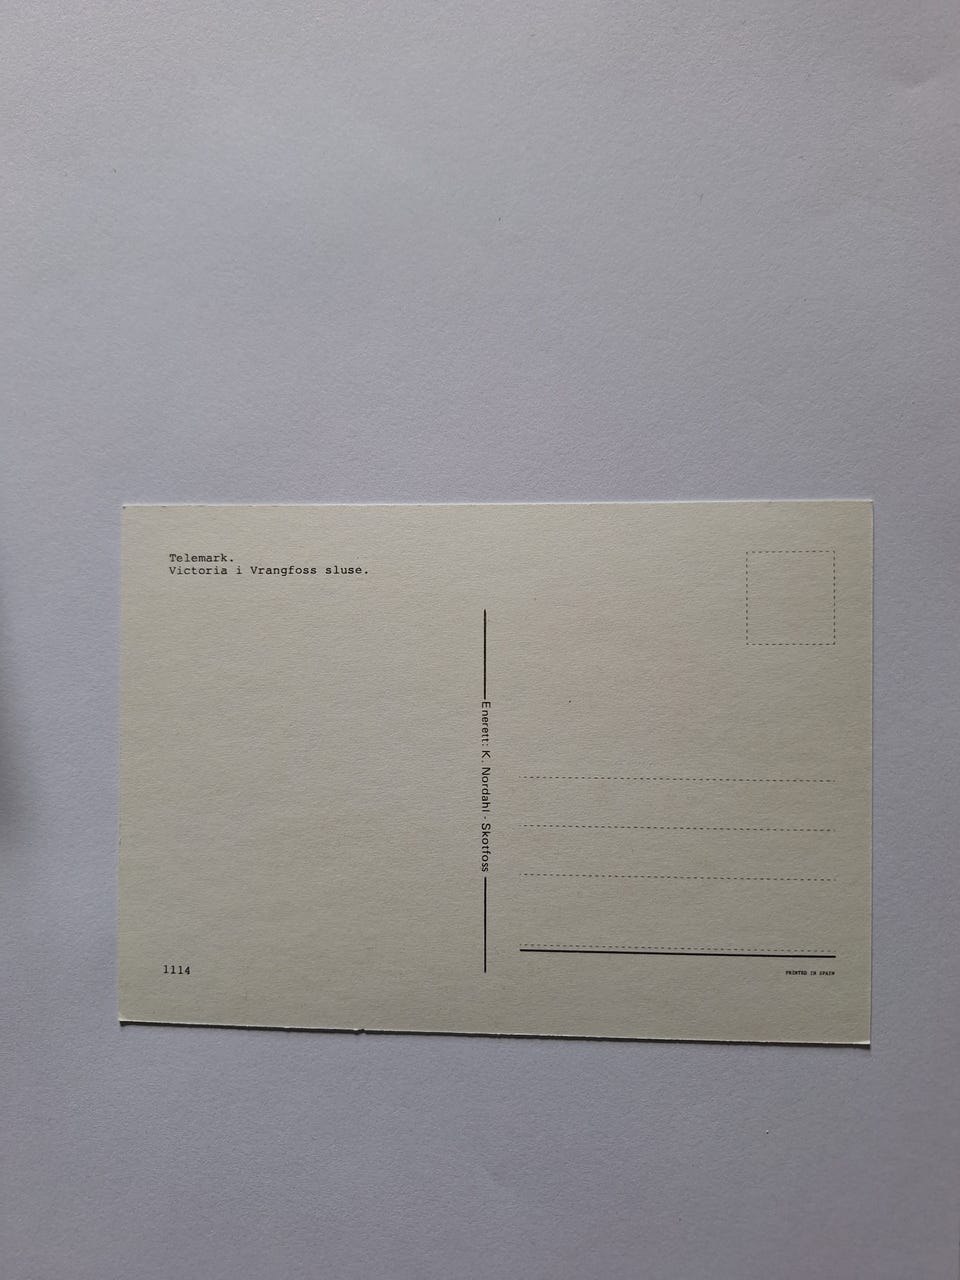 Telemark.
Victoria i Vrangfoss sluse.
Enerett: K. Nordahl - Skotfoss
1114
PRINTED IN SPAIN